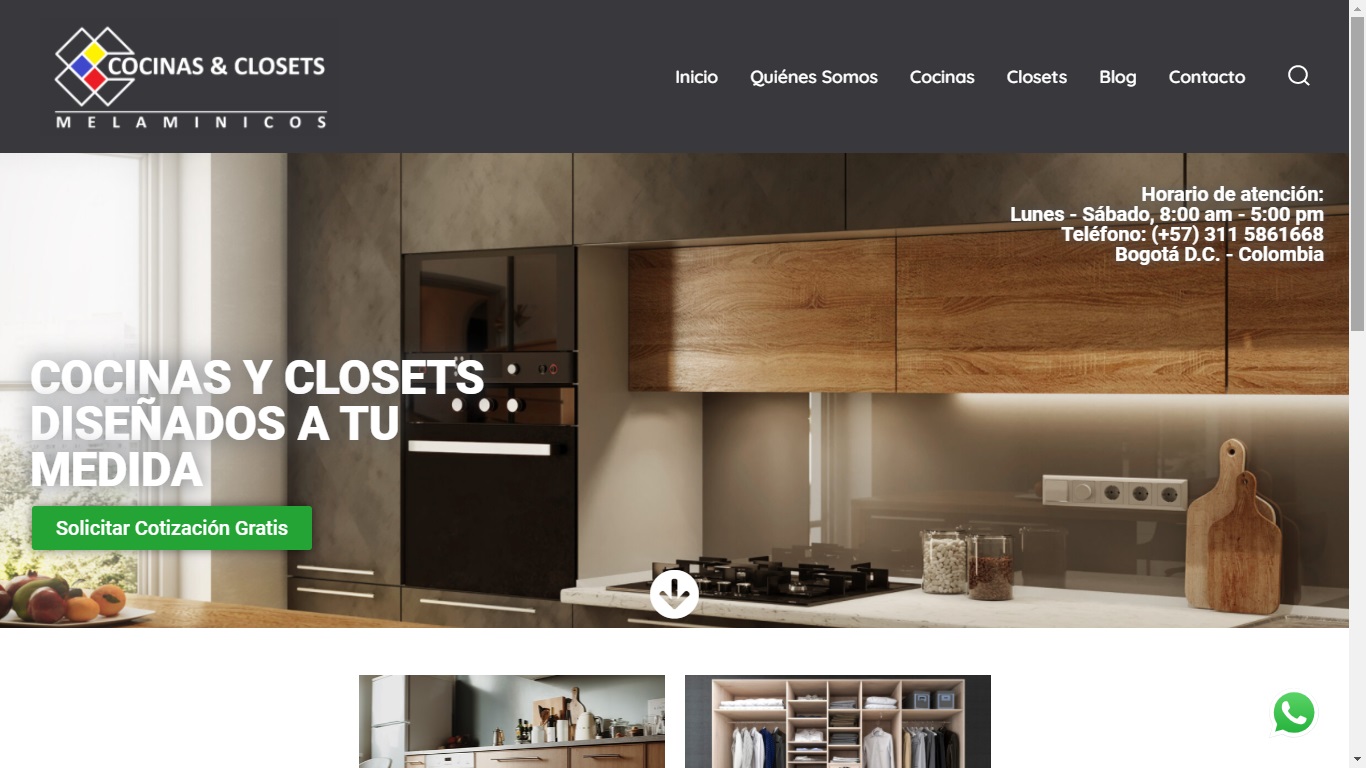 COCINAS & CLOSETS
MELAMINICOS
Inicio
Quiénes Somos
Cocinas
Closets
Blog
Contacto
Horario de atención:
Lunes - Sábado, 8:00 am - 5:00 pm
Teléfono: (+57) 311 5861668
Bogotá D.C. - Colombia
COCINAS Y CLOSETS
DISEÑADOS A TU
MEDIDA
Solicitar Cotización Gratis